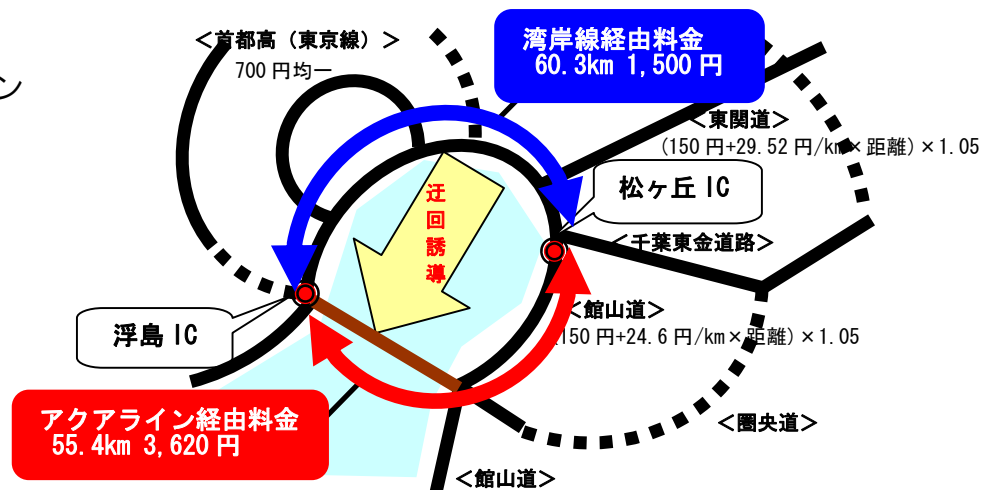 ＜首都高（東京線）＞
700円均一
湾岸線経由料金
60.3km 1,500円
ン
＜東関道＞
(150円+29.52円/km×距離)×1.05
松ヶ丘IC
迂回誘導
＜千葉東金道路＞
＜館山道＞
(150円+24.6円/km×距離)×1.05
浮島IC
アクアライン経由料金
55.4km 3,620円
＜圏央道＞
＜館山道＞